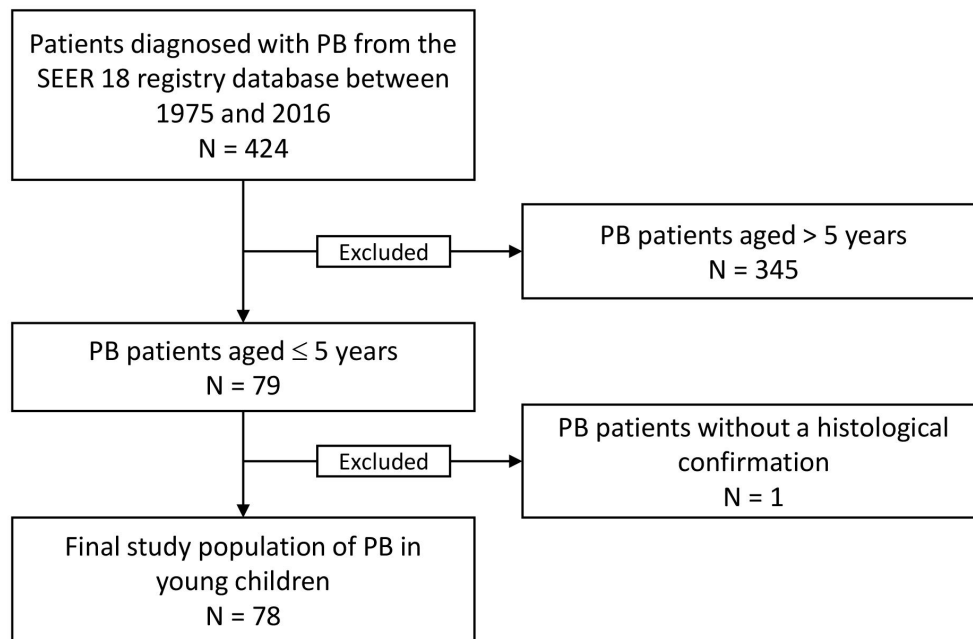 Patients diagnosed with PB from the
SEER 18 registry database between
1975 and 2016
N = 424
Excluded
PB patients aged > 5 years
N = 345
PB patients aged ≤ 5 years
N = 79
Excluded
PB patients without a histological
confirmation
N = 1
Final study population of PB in
young children
N = 78